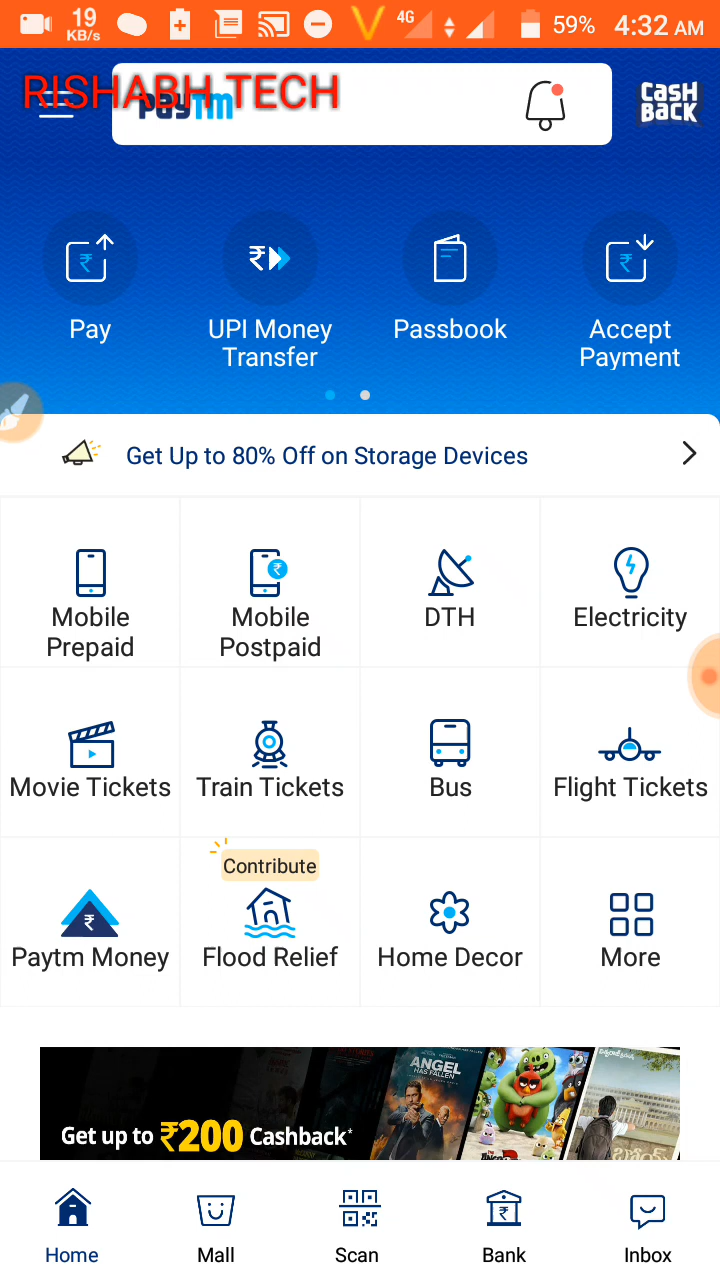 19
KB/s
4G
59%
4:32 AM
RISHABH TECH
paytm
CASH
BACK
Pay
UPI Money
Transfer
Passbook
Accept
Payment
Get Up to 80% Off on Storage Devices
Mobile
Prepaid
Mobile
Postpaid
DTH
Electricity
Movie Tickets
Train Tickets
Bus
Flight Tickets
Contribute
Paytm Money
Flood Relief
Home Decor
More
ANGEL
HAS FALLEN
Get up to ₹200 Cashback*
Home
Mall
Scan
Bank
Inbox